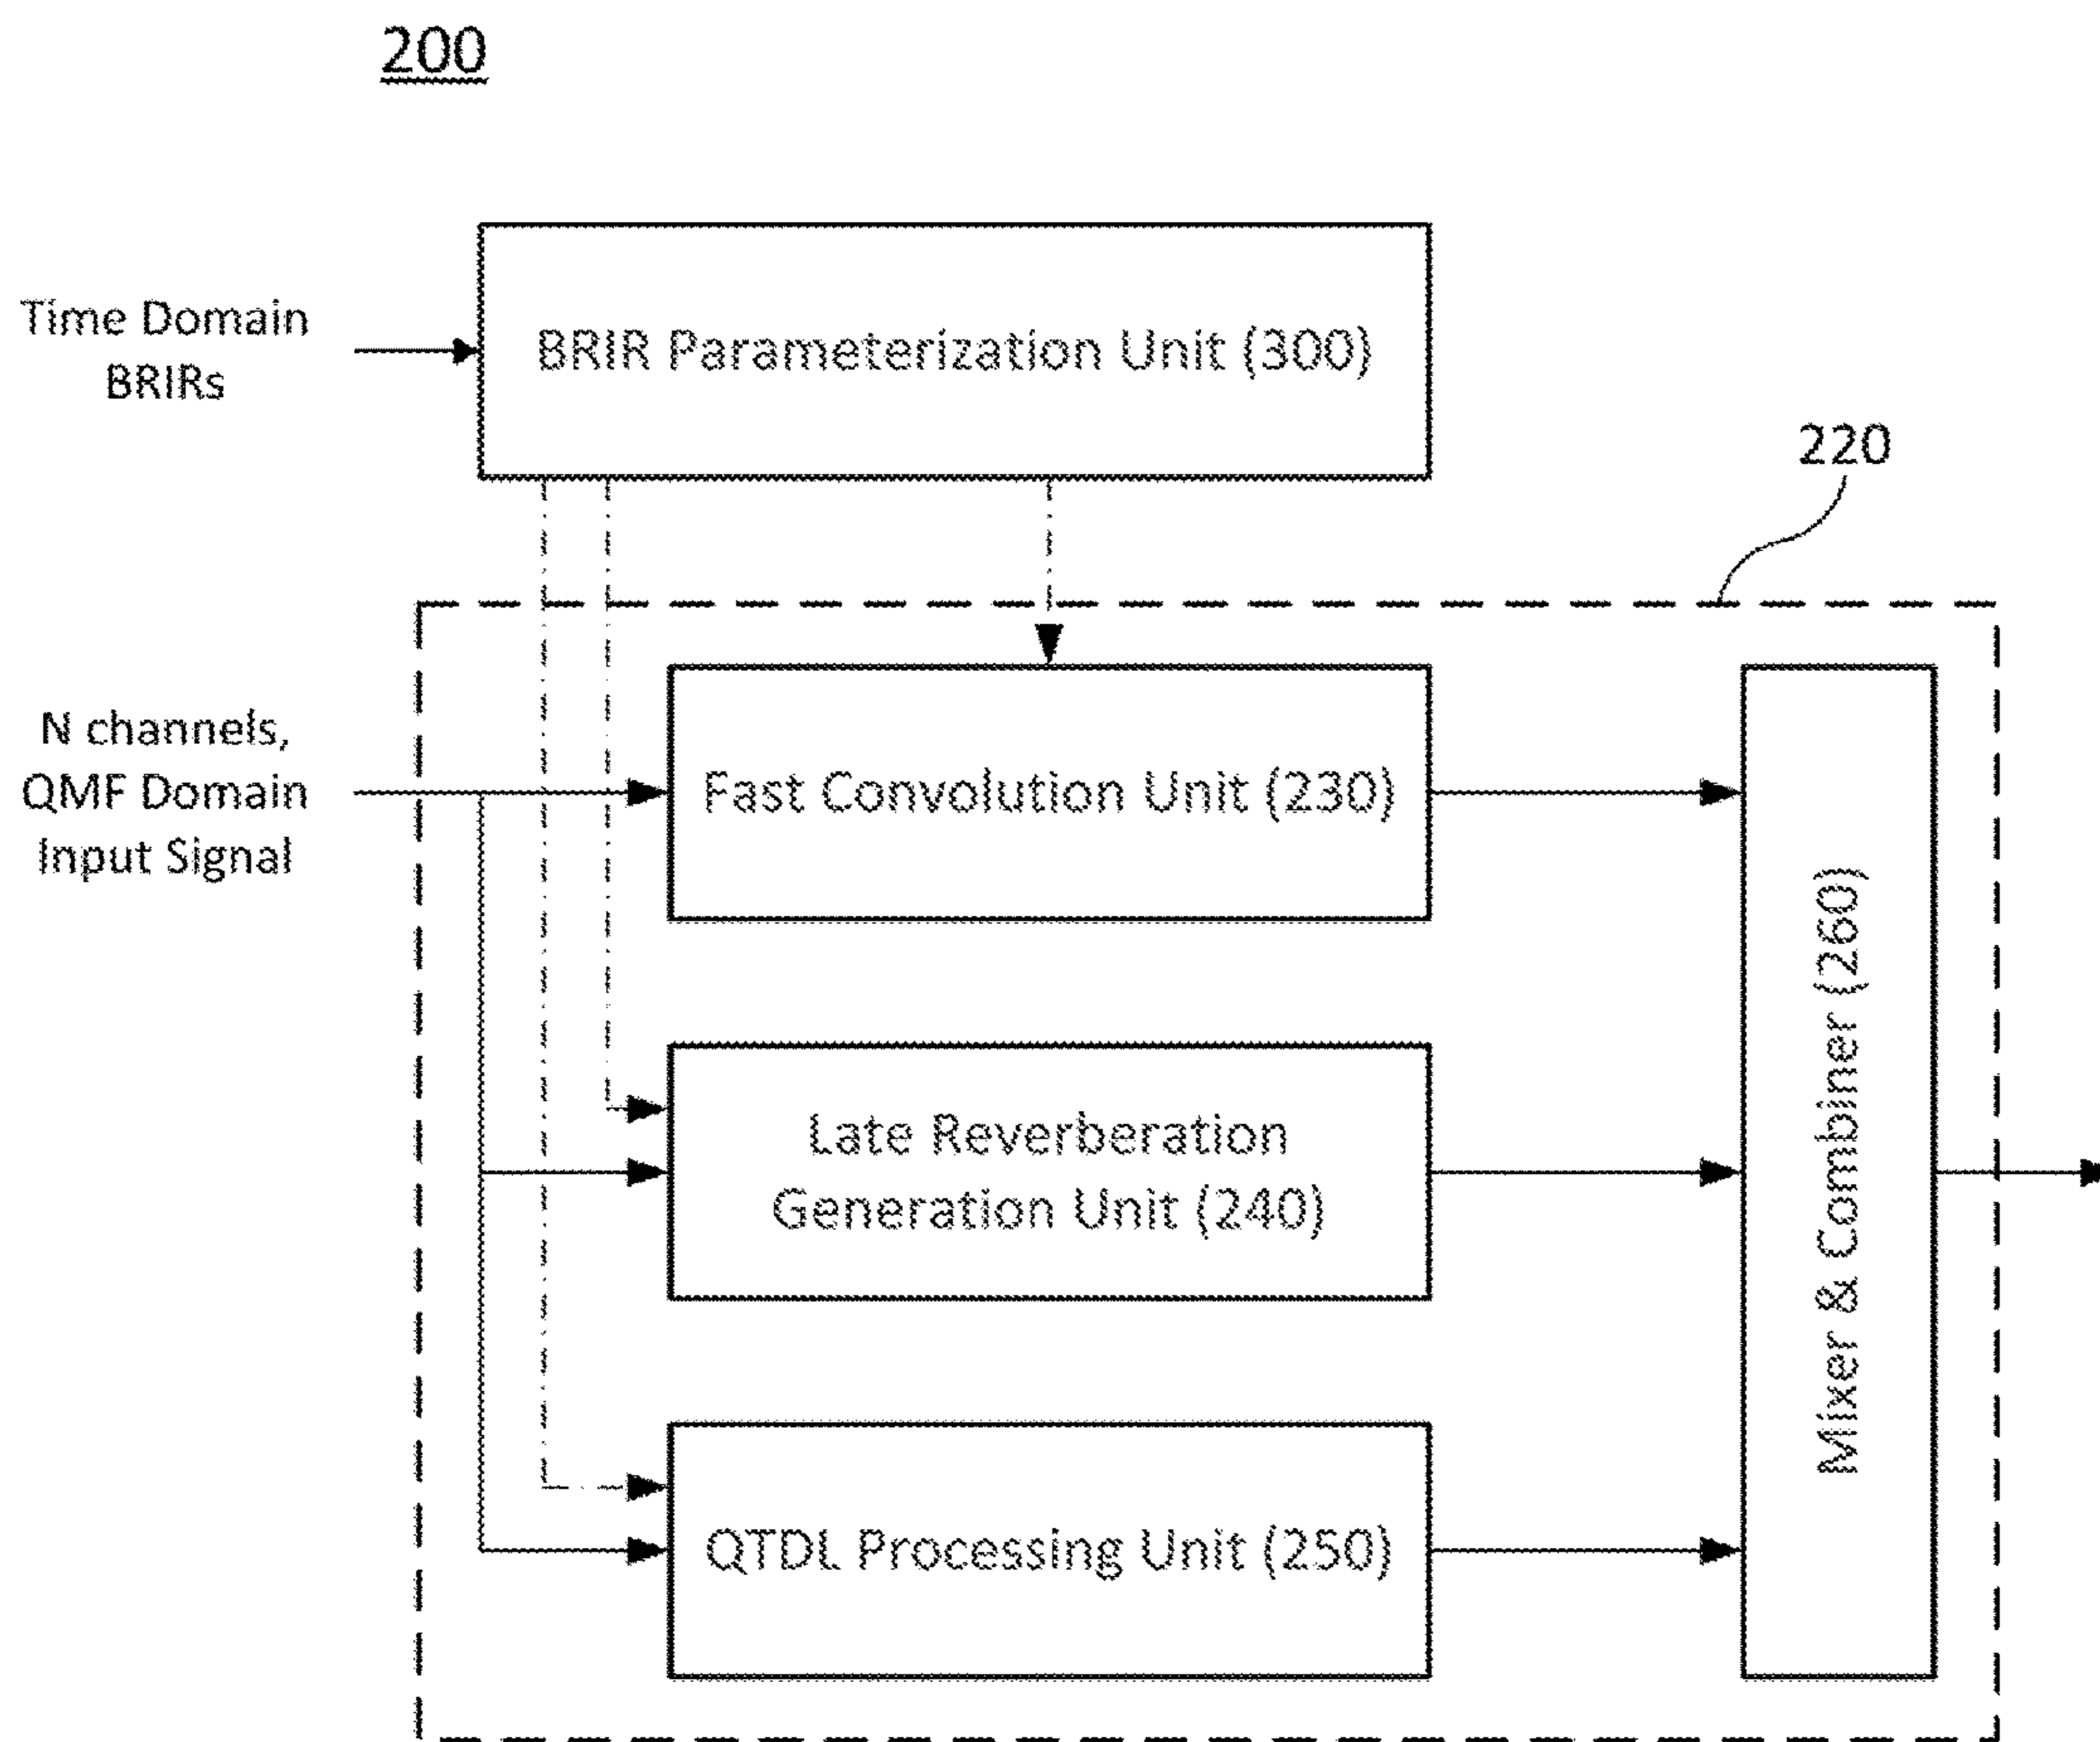 200
Time Domain
BRIRs
BRIR Parameterization Unit (300)
220
N channels,
QMF Domain
Input Signal
Fast Convolution Unit (230)
Late Reverberation
Generation Unit (240)
QTDL Processing Unit (250)
Mixer & Combiner (260)